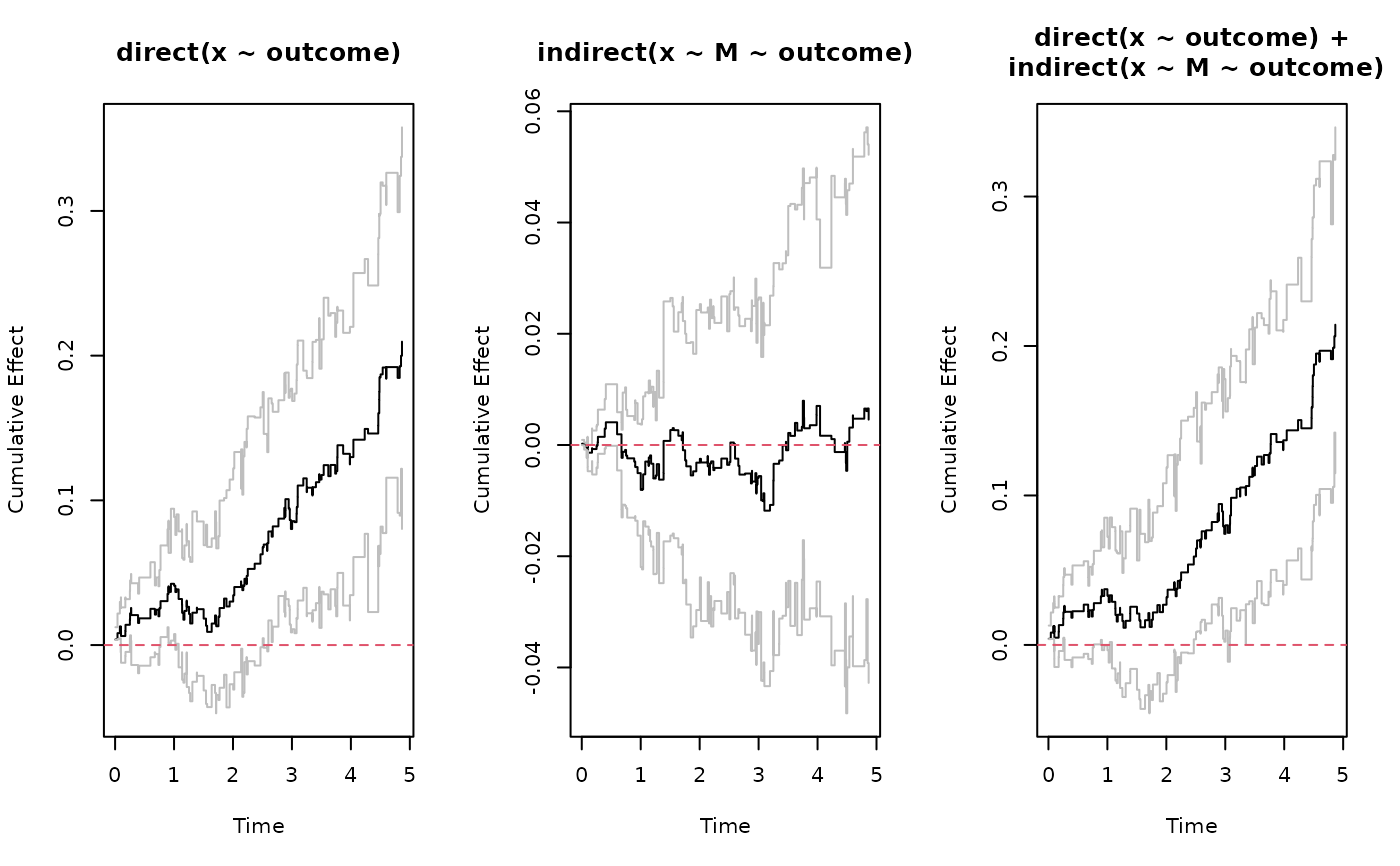 direct(x ~ outcome)
Cumulative Effect
0.3
0.2
0.1
0.0
0 1 2 3 4 5
Time
indirect(x ~ M ~ outcome)
Cumulative Effect
0.06
0.04
0.02
0.00
-0.02
-0.04
0 1 2 3 4 5
Time
direct(x ~ outcome) +
indirect(x ~ M ~ outcome)
Cumulative Effect
0.3
0.2
0.1
0.0
0 1 2 3 4 5
Time